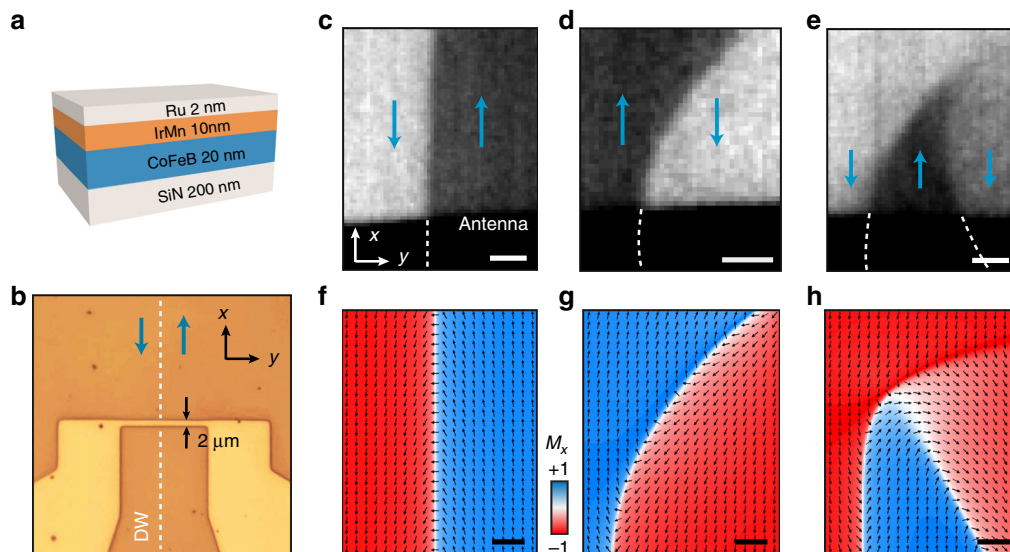 a
Ru 2 nm
IrMn 10nm
CoFeB 20 nm
SiN 200 nm
b
x
y
2 μm
DW
c
Antenna
x
y
d
e
f
g
Mx
+1
−1
h